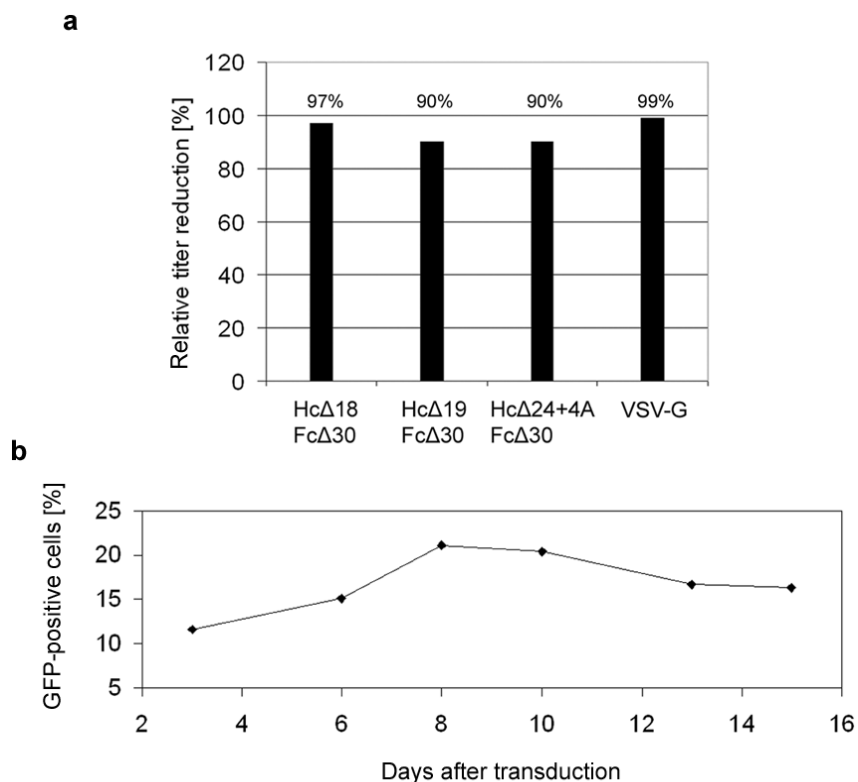 a
Relative titer reduction [%]
120
100
80
60
40
20
0
97%
90%
90%
99%
HcΔ18
FcΔ30
HcΔ19
FcΔ30
HcΔ24+4A
FcΔ30
VSV-G
b
GFP-positive cells [%]
25
20
15
10
5
2
4
6
8
10
12
14
16
Days after transduction